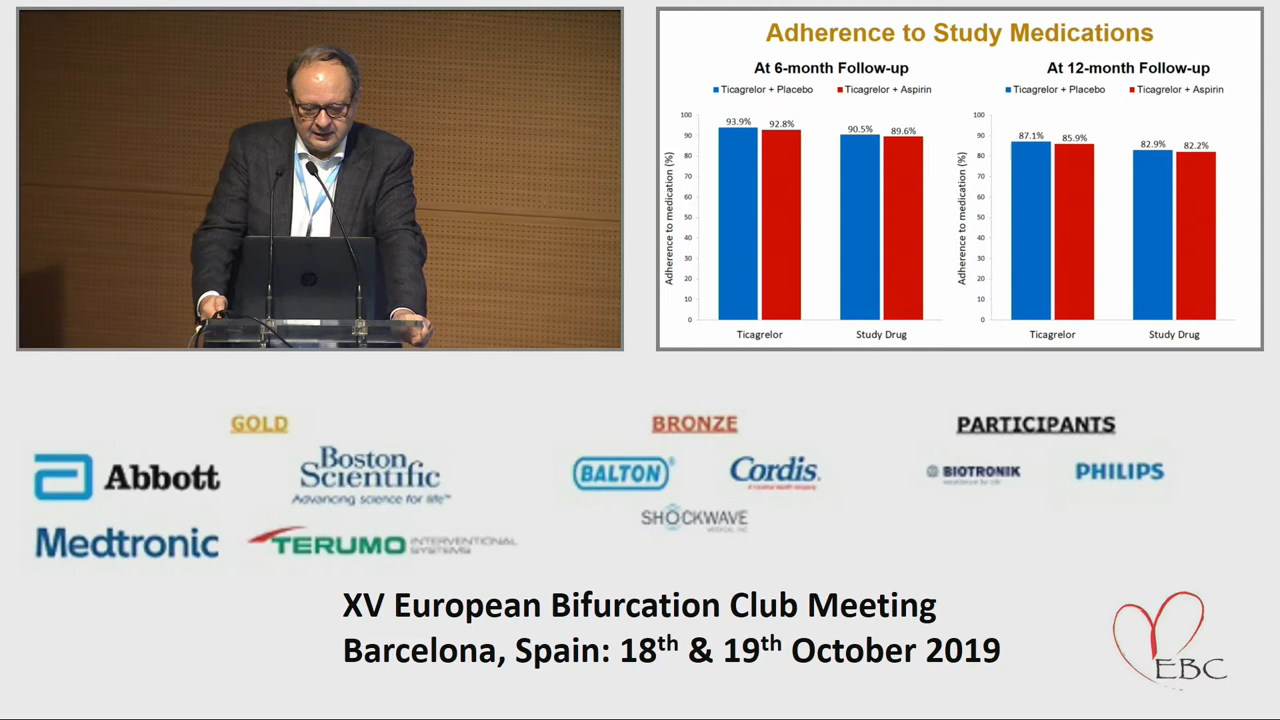 Adherence to Study Medications
At 6-month Follow-up
Ticagrelor + Placebo
Ticagrelor + Aspirin
Adherence to medication (%)
100
90
80
70
60
50
40
30
20
10
0
93.9%
92.8%
90.5%
89.6%
Ticagrelor
Study Drug
At 12-month Follow-up
Ticagrelor + Placebo
Ticagrelor + Aspirin
Adherence to medication (%)
100
90
80
70
60
50
40
30
20
10
0
87.1%
85.9%
82.9%
82.2%
Ticagrelor
Study Drug
GOLD
Abbott
Boston
Scientific
Advancing science for life™
Medtronic
TERUMO INTERVENTIONAL
SYSTEMS
BRONZE
BALTON®
Cordis.
SHOCKWAVE
PARTICIPANTS
BIOTRONIK
PHILIPS
XV European Bifurcation Club Meeting
Barcelona, Spain: 18th & 19th October 2019
EBC